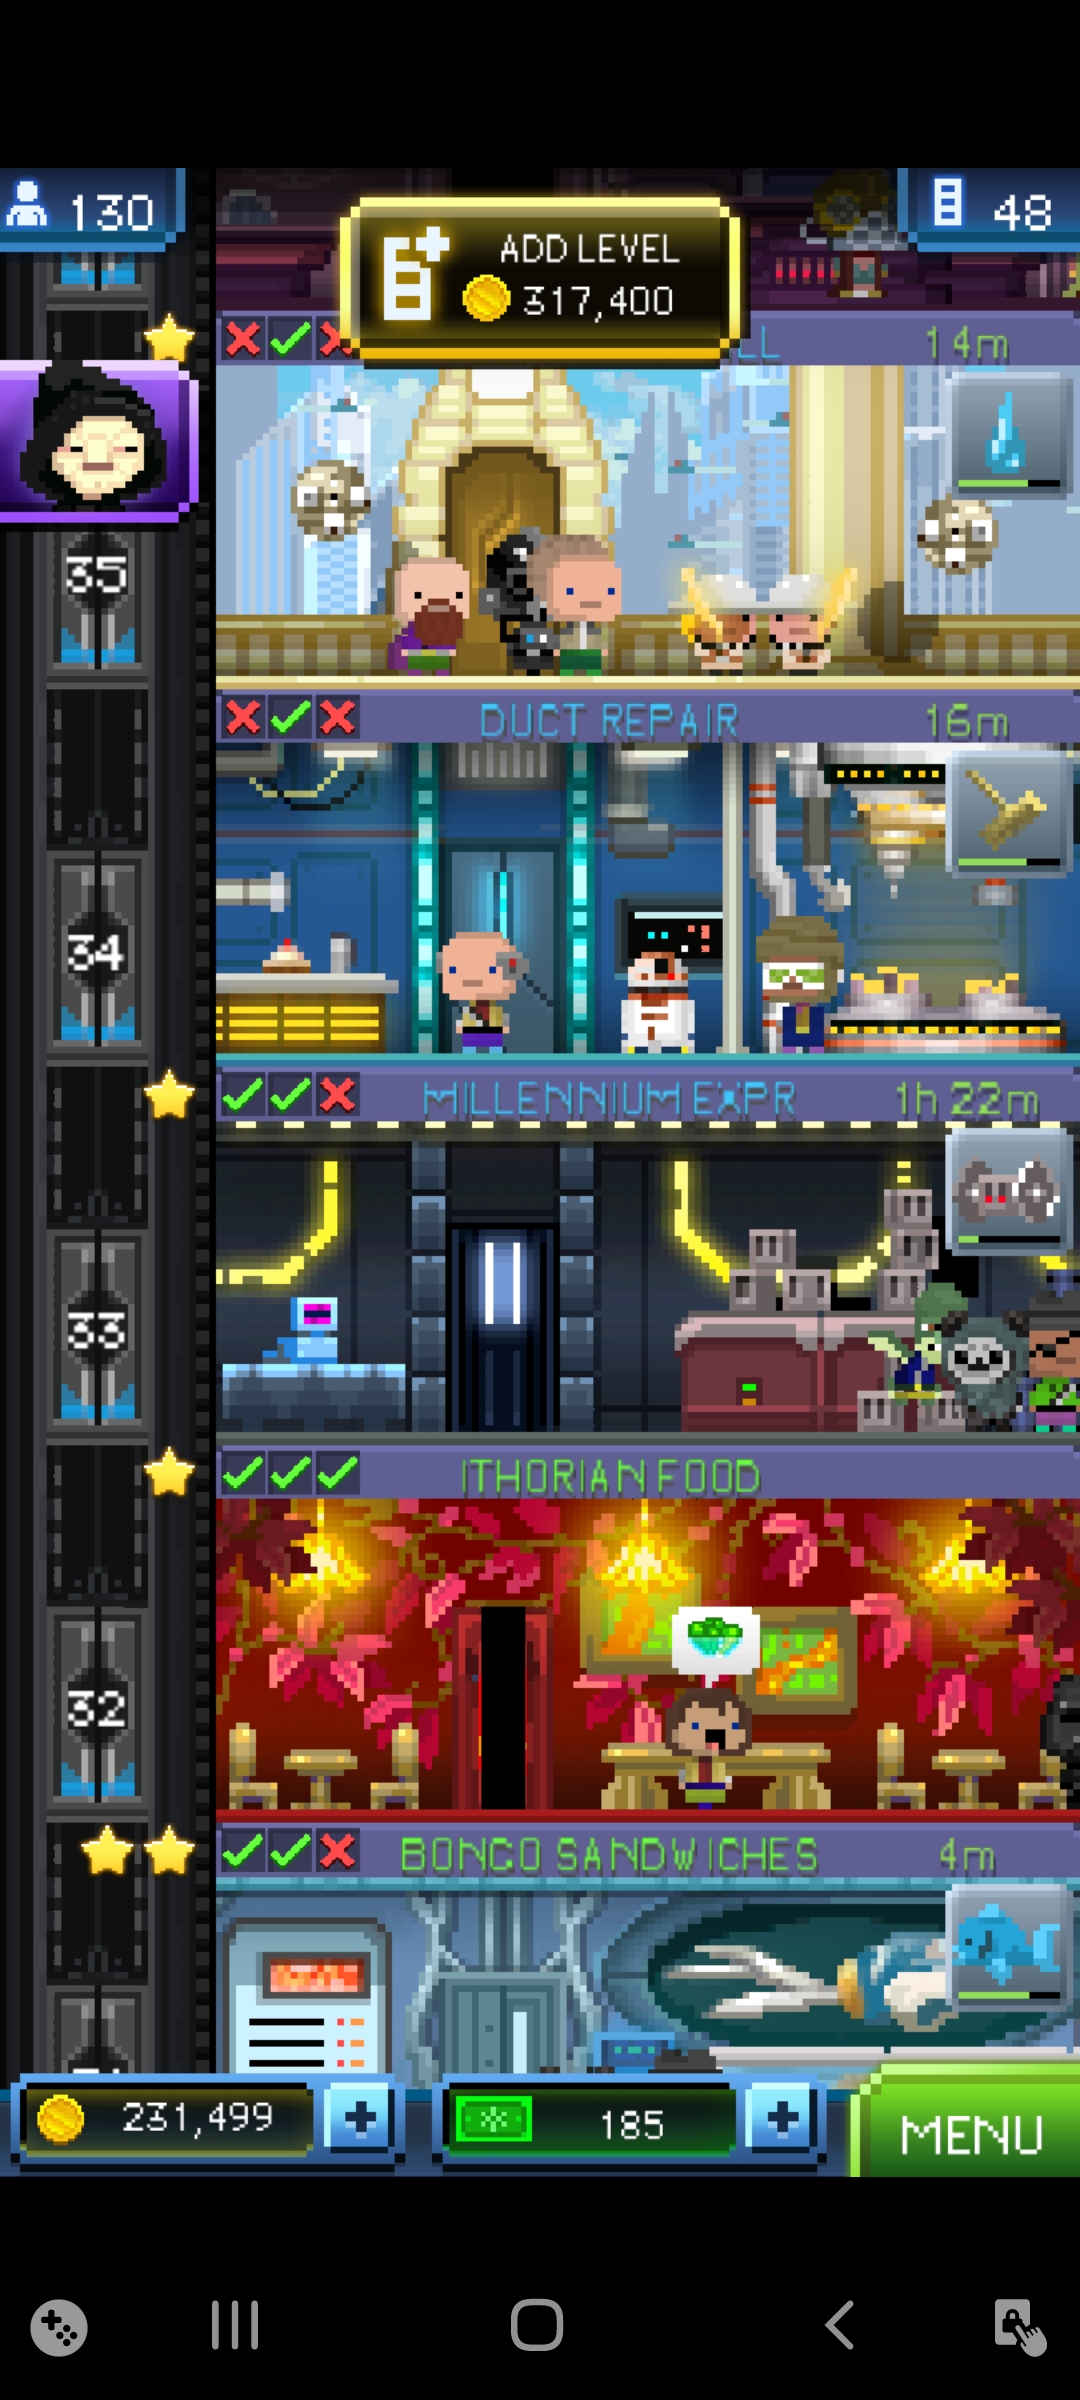 130
48
ADD LEVEL
317,400
LL
14m
35
DUCT REPAIR
16m
34
MILLENNIUM EXPR
1h 22m
33
ITHORIAN FOOD
32
BONGO SANDWICHES
4m
231,499
185
MENU